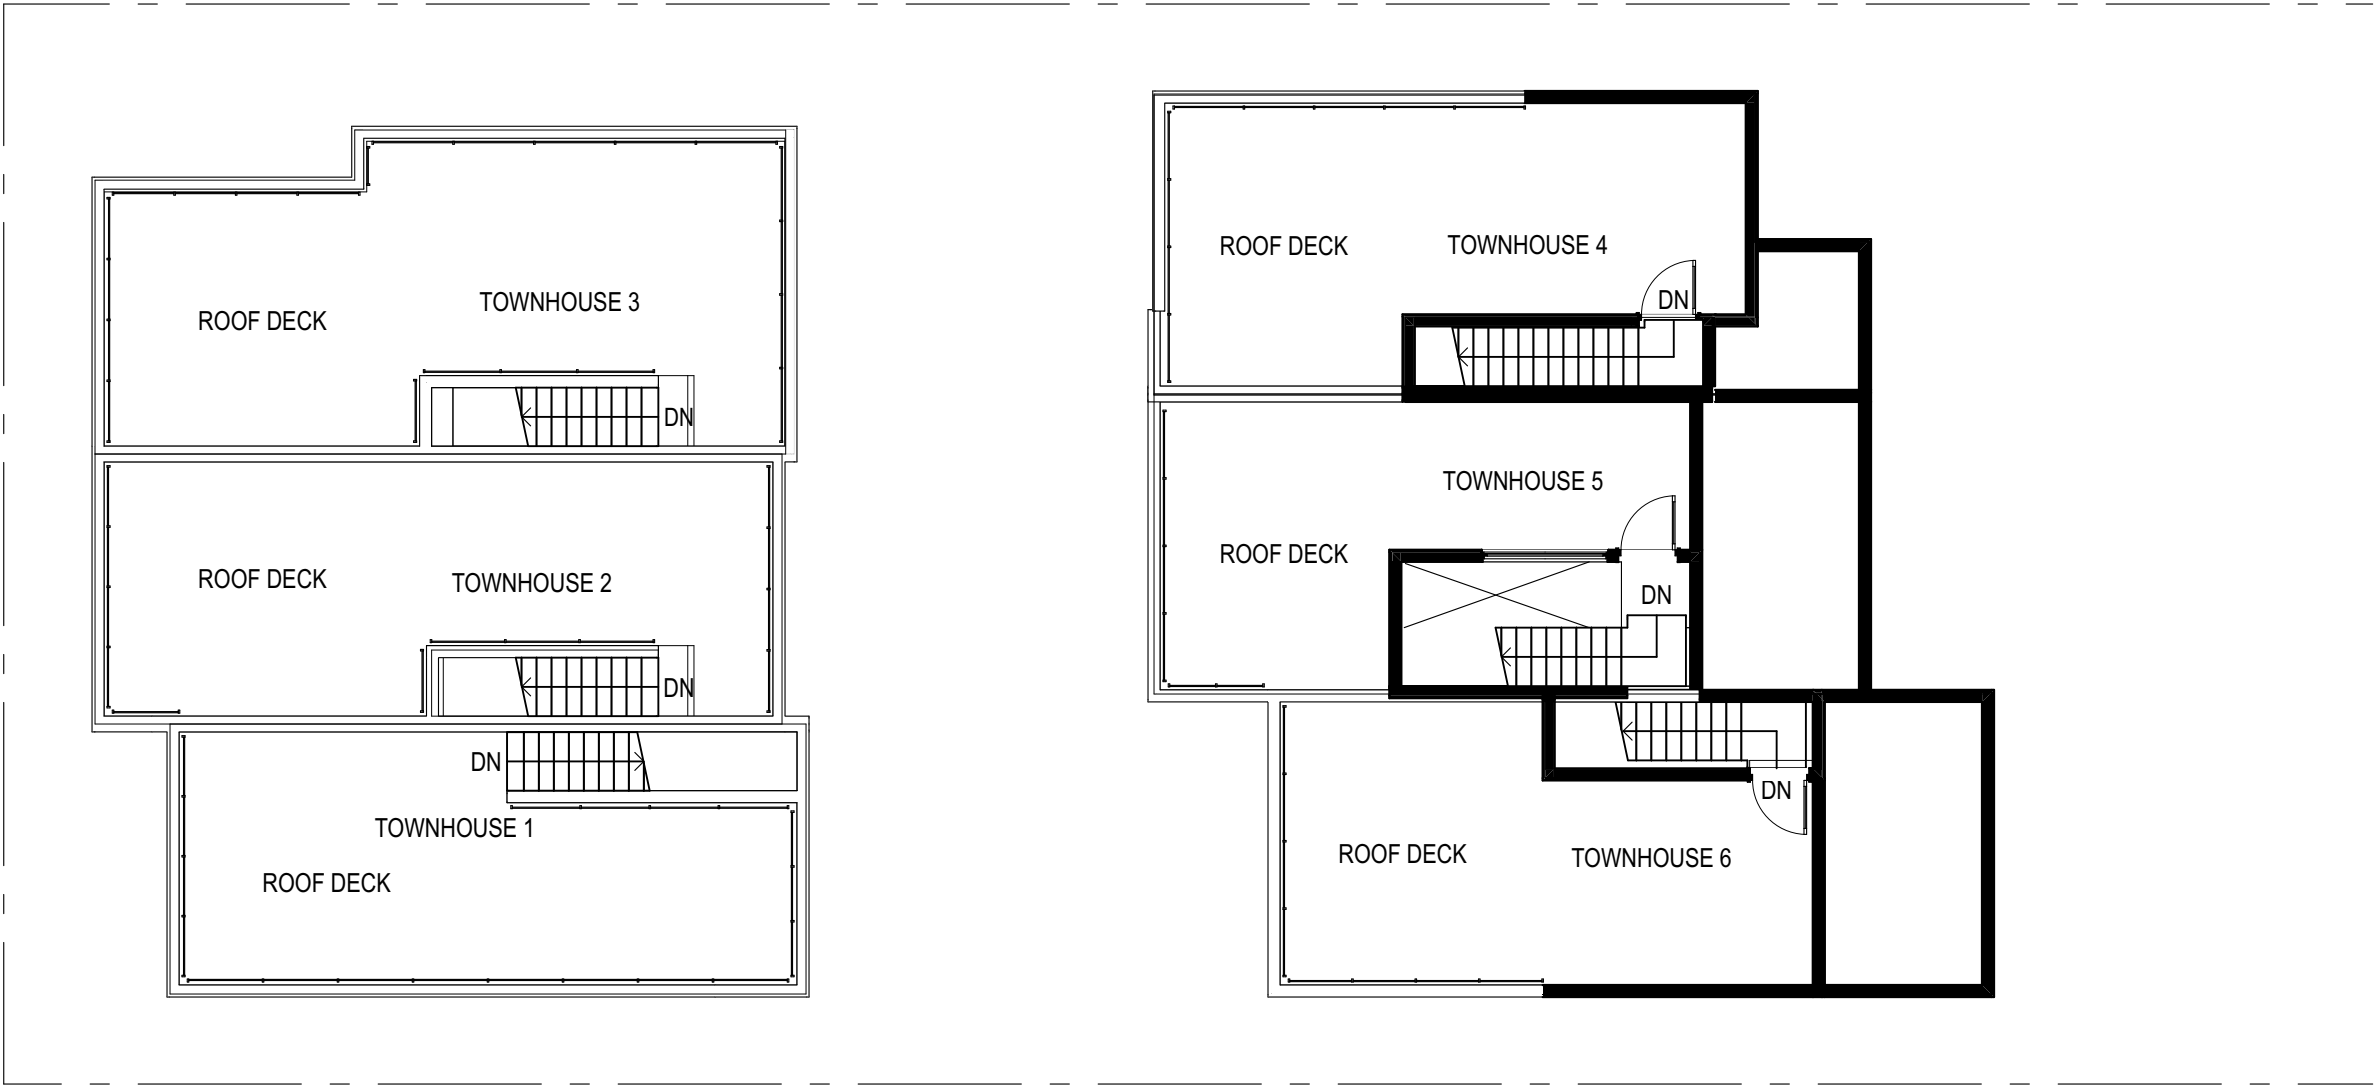 TOWNHOUSE 3
ROOF DECK
DN
ROOF DECK
TOWNHOUSE 2
DN
DN
TOWNHOUSE 1
ROOF DECK
ROOF DECK
TOWNHOUSE 4
DN
TOWNHOUSE 5
ROOF DECK
DN
DN
ROOF DECK
TOWNHOUSE 6